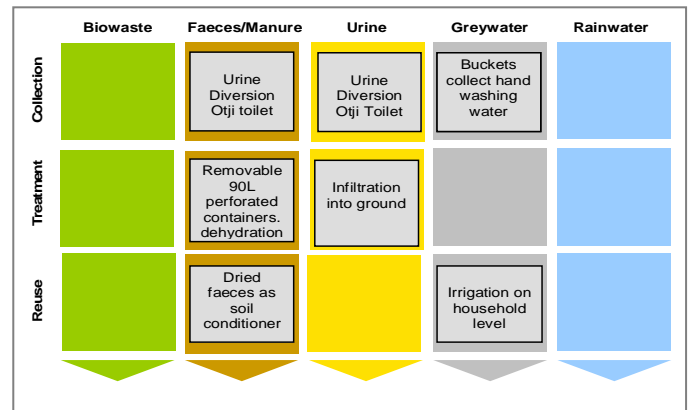 Biowaste Faeces/Manure Urine Greywater Rainwater
Collection
Urine
Diversion
Otji toilet
Urine
Diversion
Otji Toilet
Buckets
collect hand
washing
water
Treatment
Removable
90L
perforated
containers.
dehydration
Infiltration
into ground
Reuse
Dried
faeces as
soil
conditioner
Irrigation on
household
level